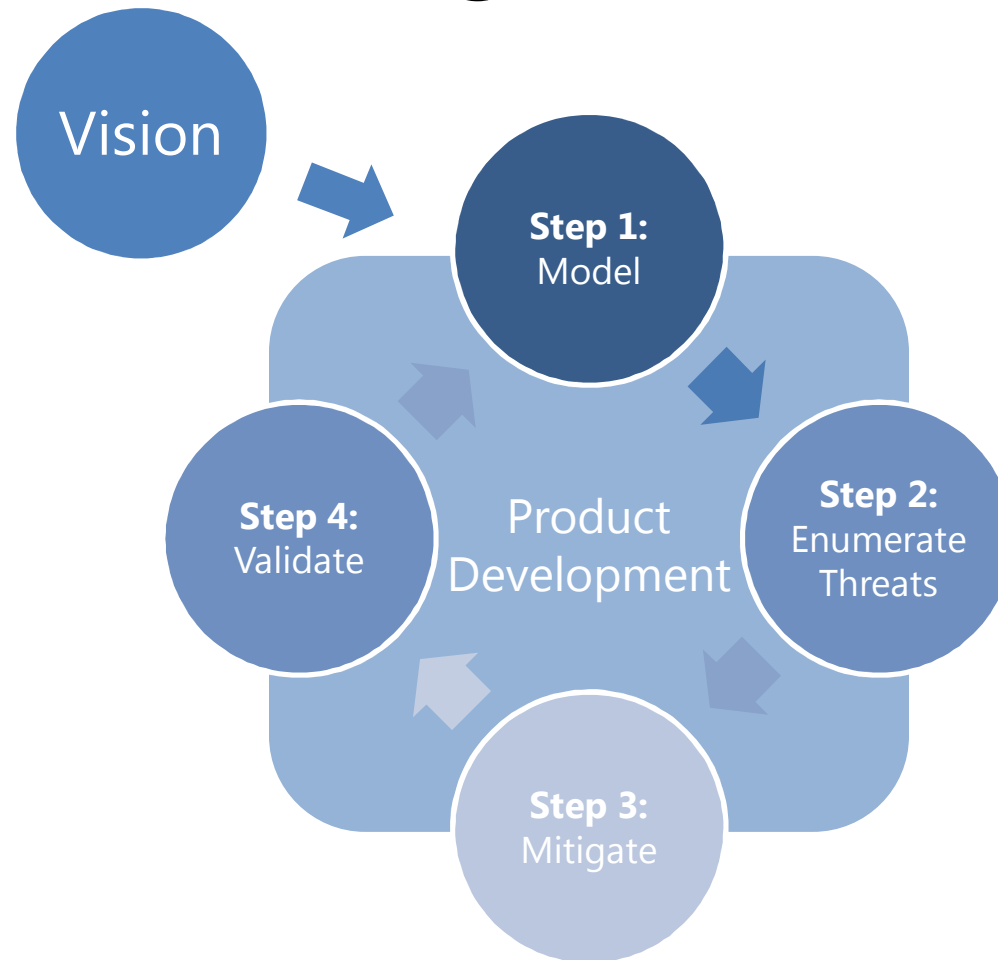 Vision
Step 1:
Model
Step 2:
Enumerate
Threats
Product
Development
Step 3:
Mitigate
Step 4:
Validate